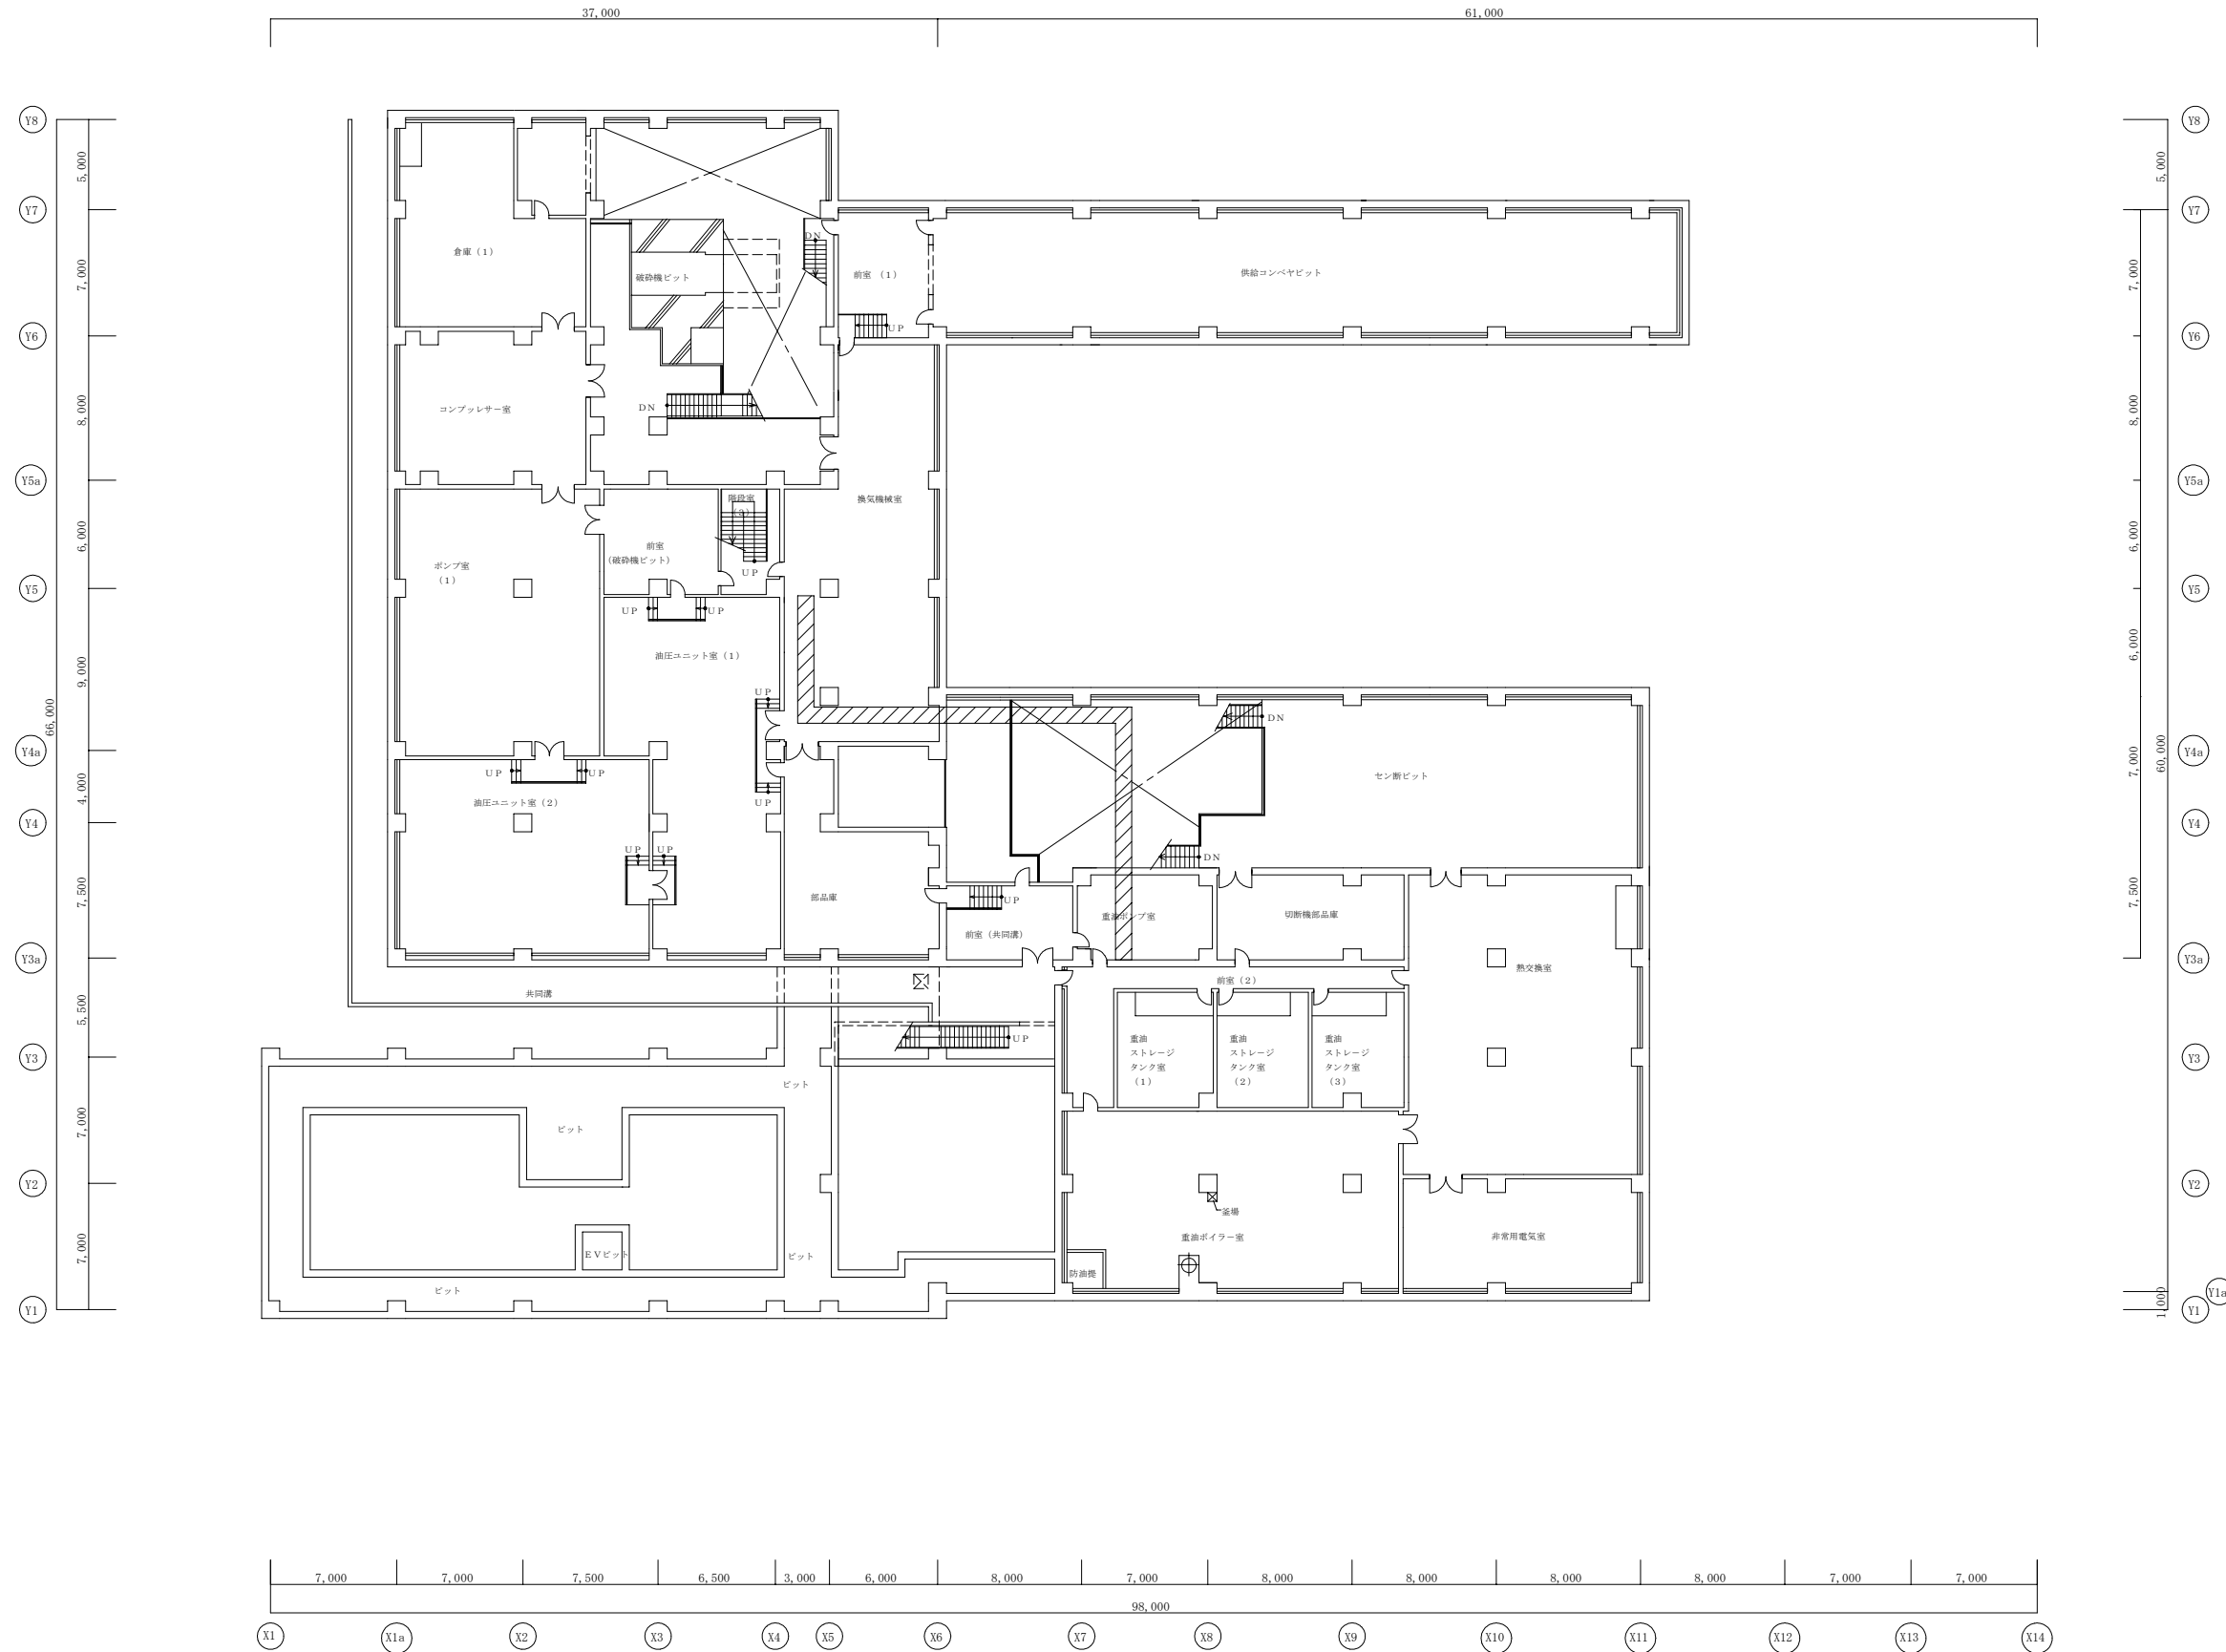 37,000
61,000
Y8
Y8
5,000
5,000
Y7
Y7
DN
倉庫（1）
破砕機ピット
前室 （1）
供給コンベヤピット
7,000
7,000
UP
Y6
Y6
コンプッレサー室
DN
8,000
8,000
Y5a
Y5a
階段室
（3）
換気機械室
6,000
6,000
前室
（破砕機ピット）
ポンプ室
（1）
UP
Y5
Y5
UP
UP
油圧ユニット室（1）
9,000
6,000
UP
66,000
DN
Y4a
Y4a
60,000
7,000
UP
UP
セン断ピット
油圧ユニット室（2）
UP
4,000
Y4
Y4
UP
UP
DN
7,500
7,500
部品庫
UP
重油ポンプ室
切断機部品庫
前室（共同溝）
Y3a
Y3a
熱交換室
共同溝
前室（2）
5,500
UP
重油
ストレージ
タンク室
（1）
重油
ストレージ
タンク室
（2）
重油
ストレージ
タンク室
（3）
Y3
Y3
ピット
7,000
ピット
Y2
Y2
釜場
重油ボイラー室
非常用電気室
7,000
EVピット
ピット
防油提
ピット
Y1a
1,000
Y1
Y1
7,000
7,000
7,500
6,500
3,000
6,000
8,000
7,000
8,000
8,000
8,000
8,000
7,000
7,000
98,000
X1
X1a
X2
X3
X4
X5
X6
X7
X8
X9
X10
X11
X12
X13
X14